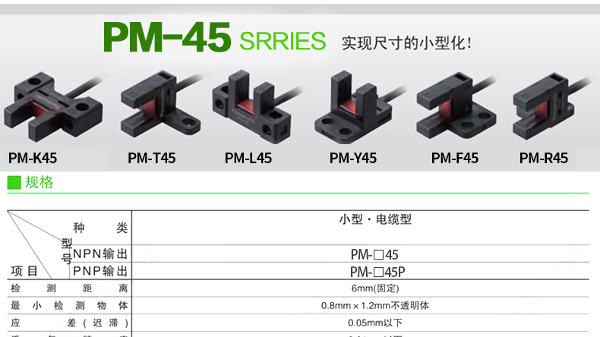 PM-45 SRRIES 实现尺寸的小型化!
PM-K45 PM-T45 PM-L45 PM-Y45 PM-F45 PM-R45
规格
种 类 小型・电缆型
型号
NPN输出 PM-□45
项目 PNP输出 PM-□45P
检测距离 6mm(固定)
最小检测物体 0.8mm×1.2mm不透明体
应差(迟滞) 0.05mm以下